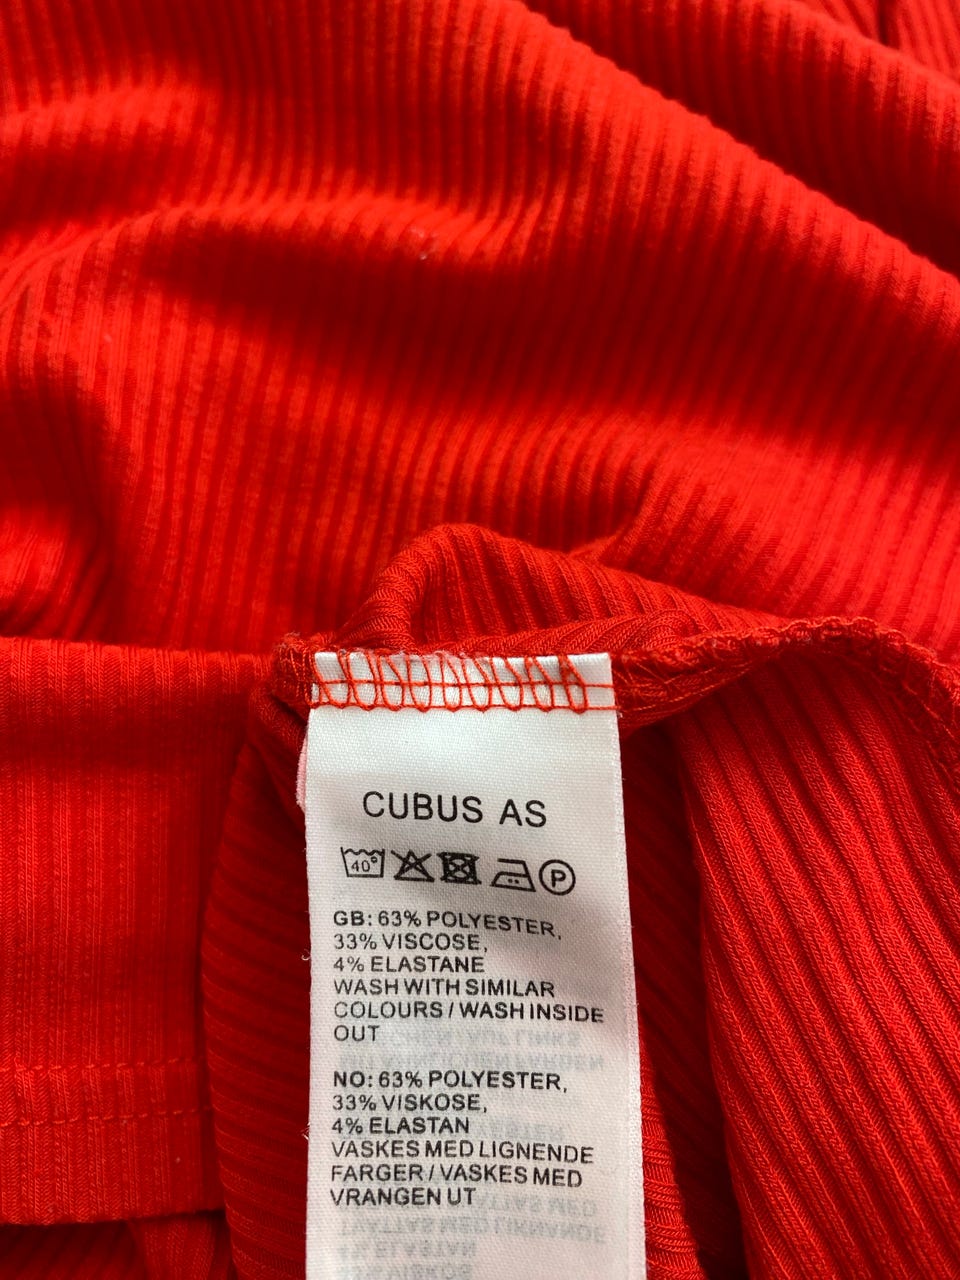 CUBUS AS
40° P
GB: 63% POLYESTER,
33% VISCOSE,
4% ELASTANE
WASH WITH SIMILAR
COLOURS / WASH INSIDE
OUT
NO: 63% POLYESTER,
33% VISKOSE,
4% ELASTAN
VASKES MED LIGNENDE
FARGER / VASKES MED
VRANGEN UT